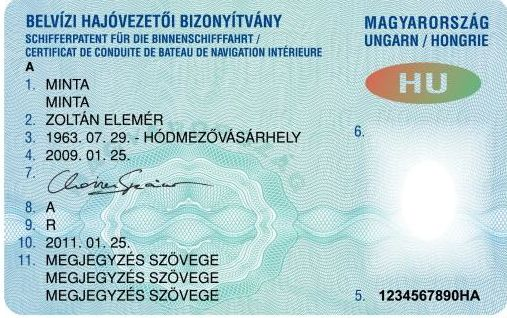 BELVÍZI HAJÓVEZETŐI BIZONYÍTVÁNY
SCHIFFERPATENT FÜR DIE BINNENSCHIFFFAHRT /
CERTIFICAT DE CONDUITE DE BATEAU DE NAVIGATION INTÉRIEURE
MAGYARORSZÁG
UNGARN / HONGRIE
HU
A
1. MINTA
MINTA
2. ZOLTÁN ELEMÉR
3. 1963. 07. 29. - HÓDMEZŐVÁSÁRHELY
4. 2009. 01. 25.
6.
7.
8. A
9. R
10. 2011. 01. 25.
11. MEGJEGYZÉS SZÖVEGE
MEGJEGYZÉS SZÖVEGE
MEGJEGYZÉS SZÖVEGE
5. 1234567890HA